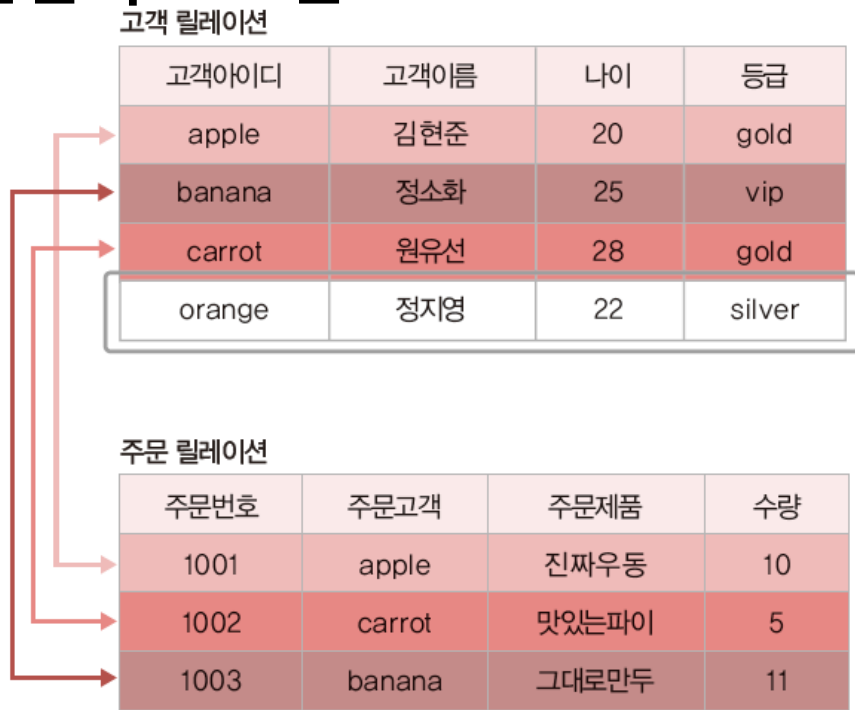 고객 릴레이션
고객아이디 고객이름 나이 등급
apple 김현준 20 gold
banana 정소화 25 vip
carrot 원유선 28 gold
orange 정지영 22 silver
주문 릴레이션
주문번호 주문고객 주문제품 수량
1001 apple 진짜우동 10
1002 carrot 맛있는파이 5
1003 banana 그대로만두 11